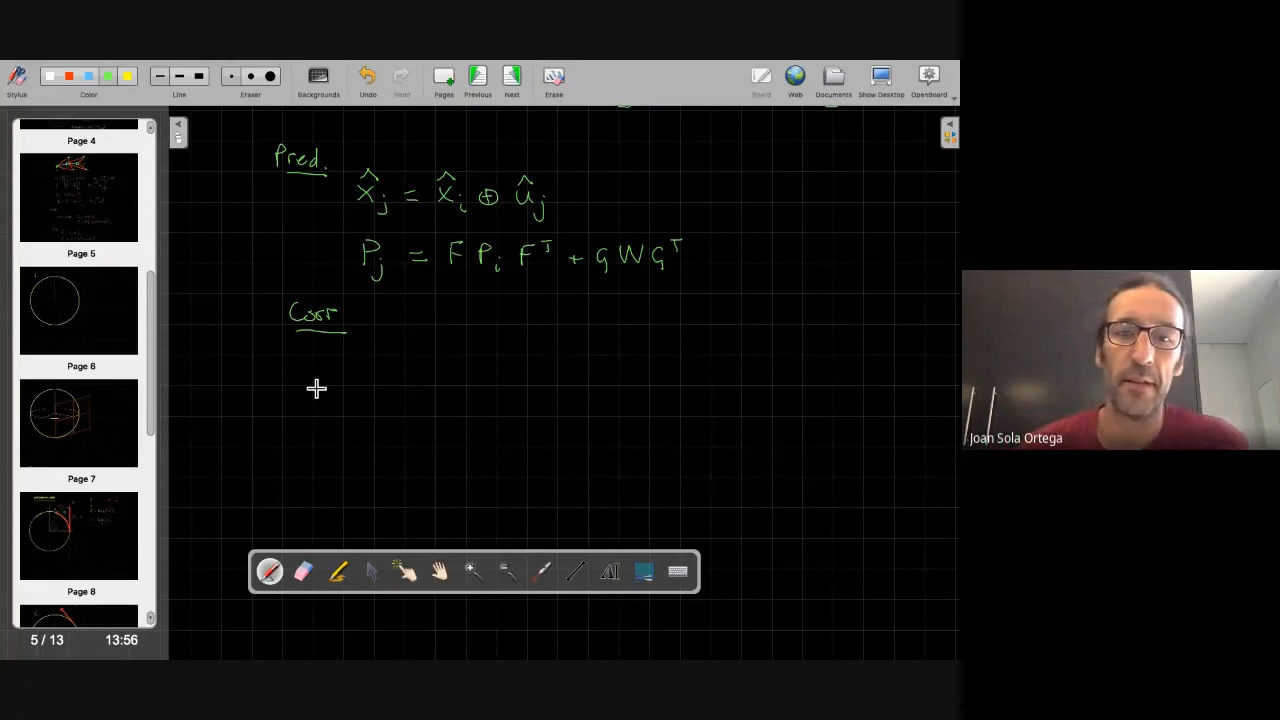 Stylus
Color
Line
Eraser
Backgrounds
Undo
Redo
Pages
Previous
Next
Erase
Board
Web
Documents
Show Desktop
OpenBoard
Page 4
Page 5
Page 6
Page 7
Page 8
5 / 13
13:56
Pred.
X̂j = X̂i ⊕ ûj
Pj = F Pi Fᵀ + G W Gᵀ
Corr
Joan Sola Ortega